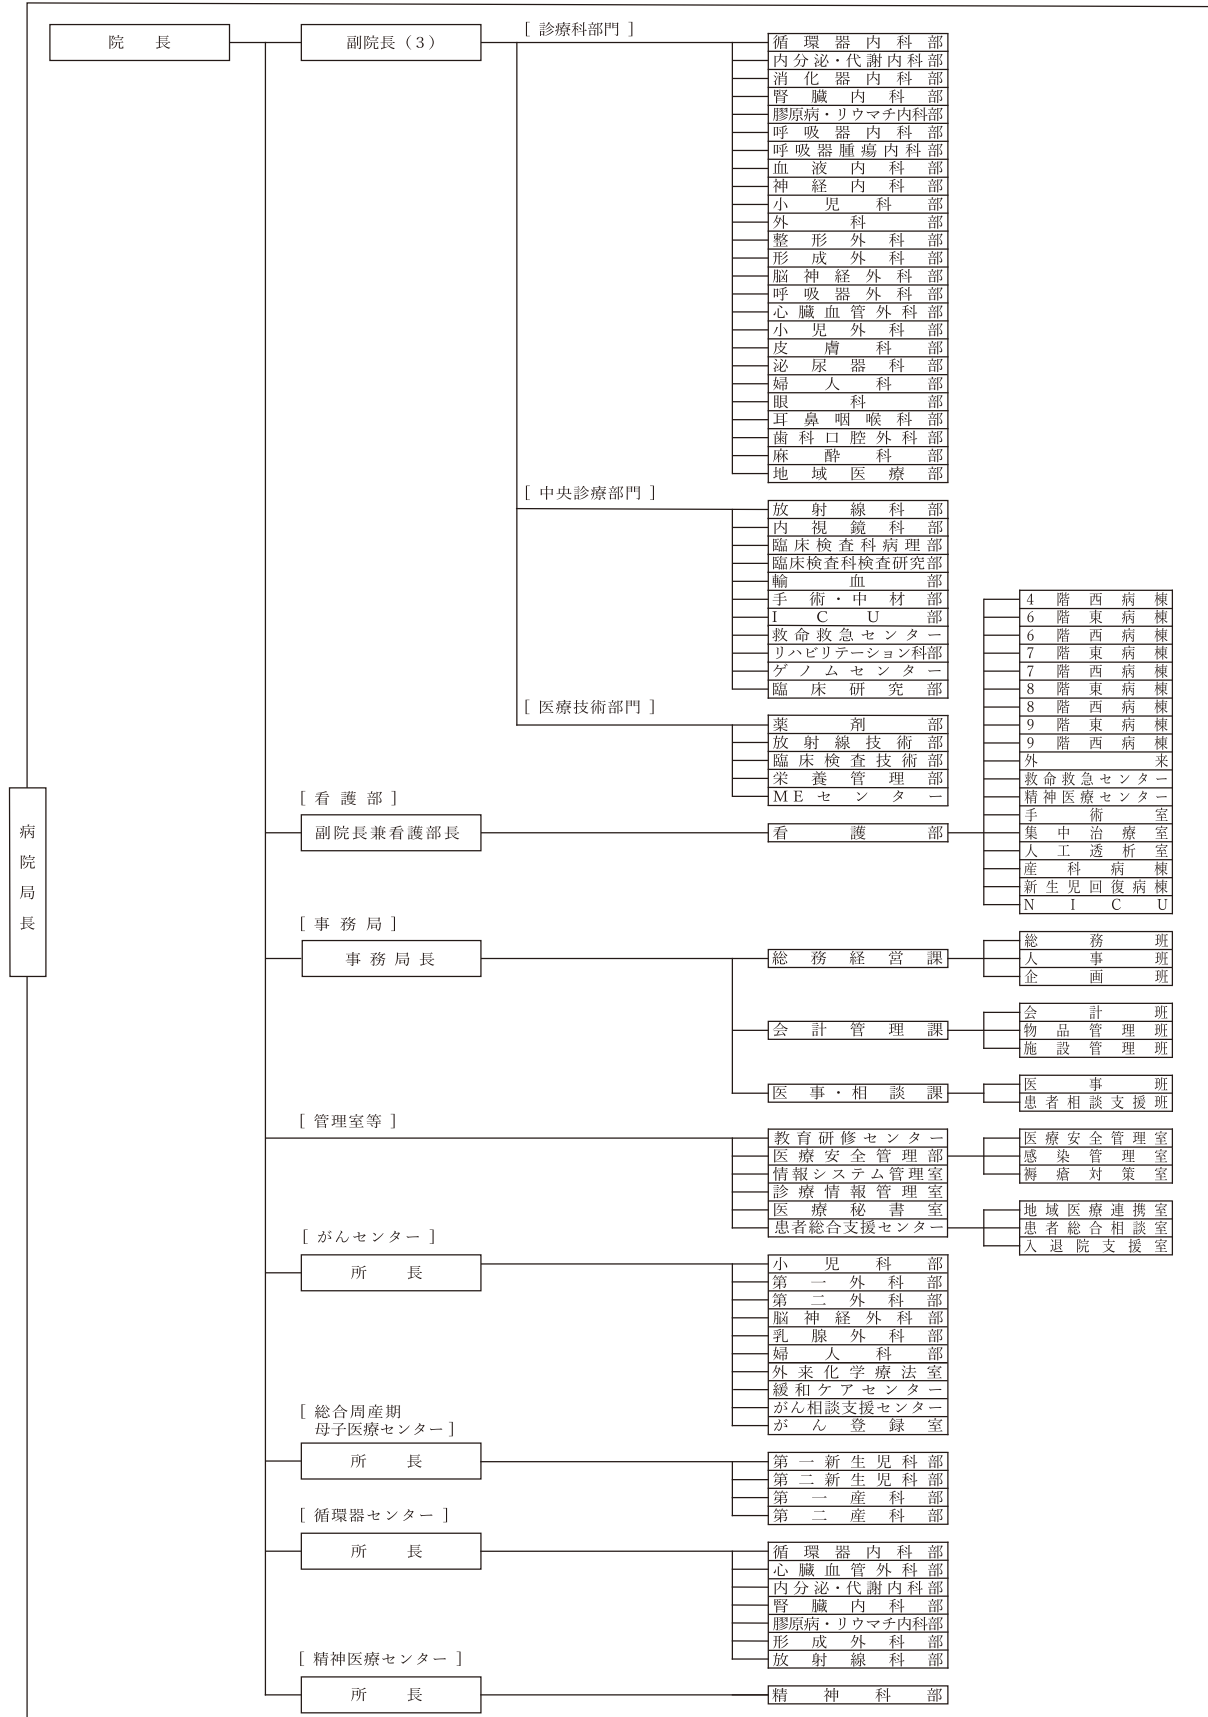 病院局長
院長
副院長（3）
［診療科部門］
循環器内科部
内分泌・代謝内科部
消化器内科部
腎臓内科部
膠原病・リウマチ内科部
呼吸器内科部
呼吸器腫瘍内科部
血液内科部
神経内科部
小児科部
外科部
整形外科部
形成外科部
脳神経外科部
呼吸器外科部
心臓血管外科部
小児外科部
皮膚科部
泌尿器科部
婦人科部
眼科部
耳鼻咽喉科部
歯科口腔外科部
麻酔科部
地域医療部
［中央診療部門］
放射線科部
内視鏡科部
臨床検査科病理部
臨床検査科検査研究部
輸血部
手術・中材部
ICU部
救命救急センター
リハビリテーション科部
ゲノムセンター
臨床研究部
［医療技術部門］
薬剤部
放射線技術部
臨床検査技術部
栄養管理部
MEセンター
［看護部］
副院長兼看護部長
看護部
4階西病棟
6階東病棟
6階西病棟
7階東病棟
7階西病棟
8階東病棟
8階西病棟
9階東病棟
9階西病棟
外来
救命救急センター
精神医療センター
手術室
集中治療室
人工透析室
産科病棟
新生児回復病棟
NICU
［事務局］
事務局長
総務経営課
総務班
人事班
企画班
会計管理課
会計班
物品管理班
施設管理班
医事・相談課
医事班
患者相談支援班
［管理室等］
教育研修センター
医療安全管理部
医療安全管理室
感染管理室
褥瘡対策室
情報システム管理室
診療情報管理室
医療秘書室
患者総合支援センター
地域医療連携室
患者総合相談室
入退院支援室
［がんセンター］
所長
小児科部
第一外科部
第二外科部
脳神経外科部
乳腺外科部
婦人科部
外来化学療法室
緩和ケアセンター
がん相談支援センター
がん登録室
［総合周産期
母子医療センター］
所長
第一新生児科部
第二新生児科部
第一産科部
第二産科部
［循環器センター］
所長
循環器内科部
心臓血管外科部
内分泌・代謝内科部
腎臓内科部
膠原病・リウマチ内科部
形成外科部
放射線科部
［精神医療センター］
所長
精神科部